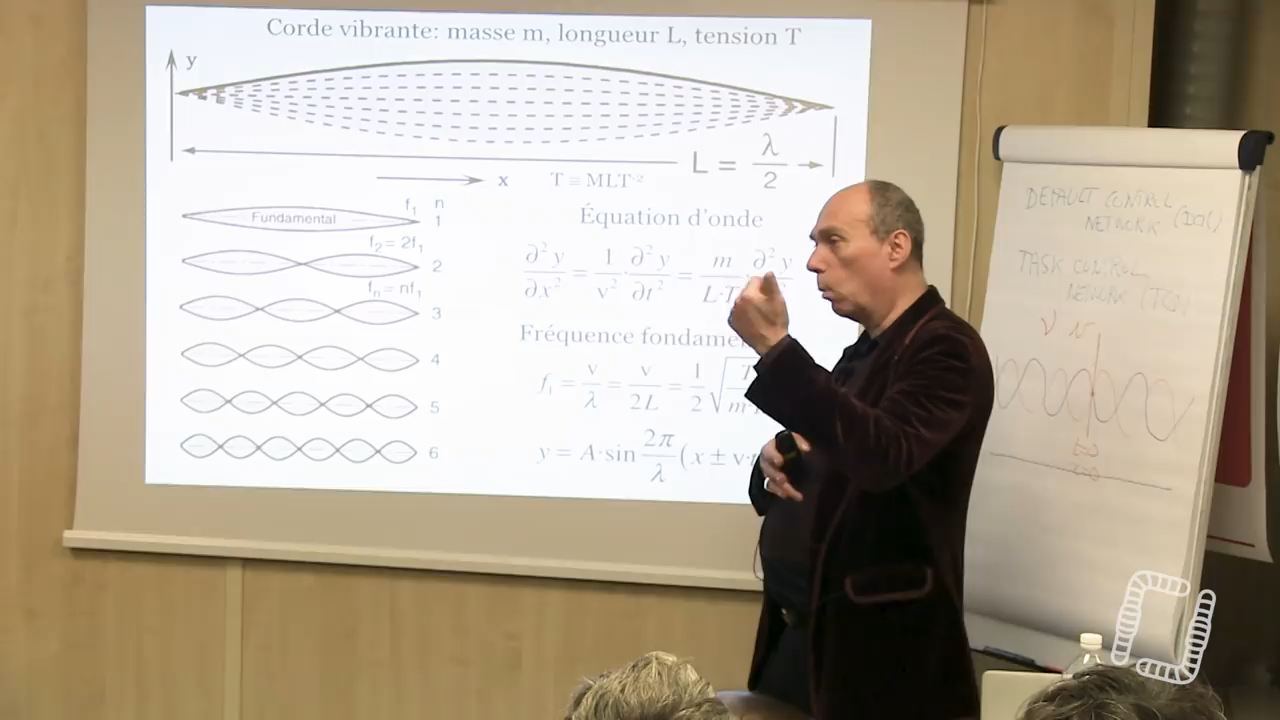 Corde vibrante: masse m, longueur L, tension T
y
L = λ/2
x T ≡ MLT⁻²
f₁ n
Fundamental 1
f₂ = 2f₁
2
fₙ = nf₁
3
4
5
6
Équation d'onde
∂²y/∂x² = 1/v² · ∂²y/∂t² = m/L·T ∂²y
Fréquence fondame
f₁ = v/λ = v/2L = 1/2 √T/m
y = A·sin 2π/λ (x ± v·
DEFAULT CONTROL
NETWORK
TASK CONTROL
NETWORK (TCN)